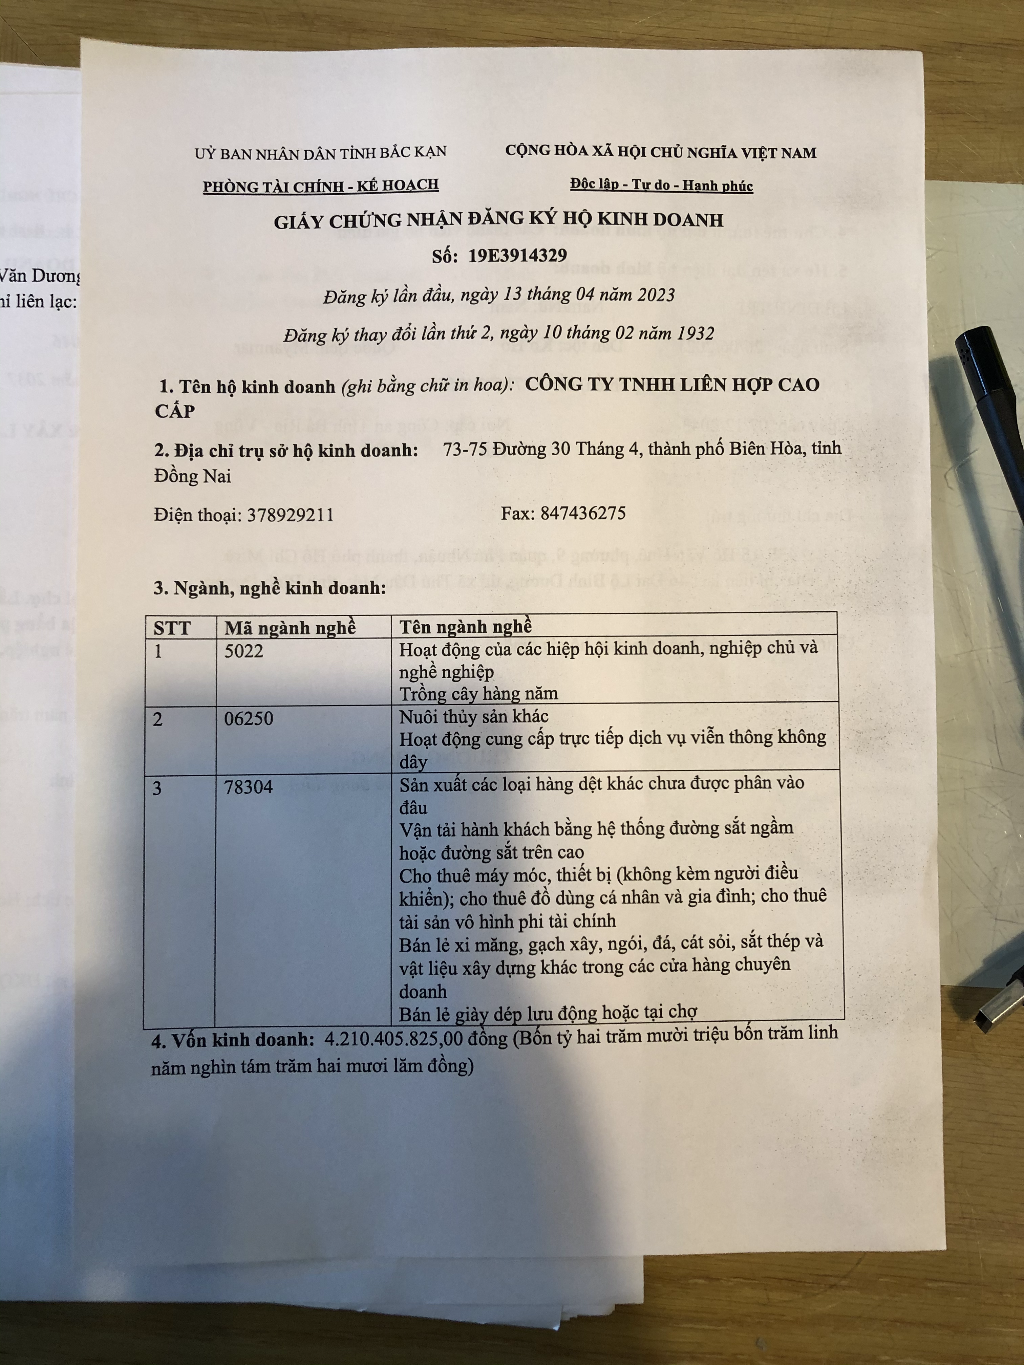 UỶ BAN NHÂN DÂN TỈNH BẮC KẠN
CỘNG HÒA XÃ HỘI CHỦ NGHĨA VIỆT NAM
PHÒNG TÀI CHÍNH - KẾ HOẠCH
Độc lập - Tự do - Hạnh phúc
GIẤY CHỨNG NHẬN ĐĂNG KÝ HỘ KINH DOANH
Số: 19E3914329
Đăng ký lần đầu, ngày 13 tháng 04 năm 2023
Đăng ký thay đổi lần thứ 2, ngày 10 tháng 02 năm 1932
1. Tên hộ kinh doanh (ghi bằng chữ in hoa): CÔNG TY TNHH LIÊN HỢP CAO
CẤP
2. Địa chỉ trụ sở hộ kinh doanh: 73-75 Đường 30 Tháng 4, thành phố Biên Hòa, tỉnh
Đồng Nai
Điện thoại: 378929211 Fax: 847436275
3. Ngành, nghề kinh doanh:
STT Mã ngành nghề Tên ngành nghề
1 5022 Hoạt động của các hiệp hội kinh doanh, nghiệp chủ và
nghề nghiệp
Trồng cây hàng năm
2 06250 Nuôi thủy sản khác
Hoạt động cung cấp trực tiếp dịch vụ viễn thông không
dây
3 78304 Sản xuất các loại hàng dệt khác chưa được phân vào
đâu
Vận tải hành khách bằng hệ thống đường sắt ngầm
hoặc đường sắt trên cao
Cho thuê máy móc, thiết bị (không kèm người điều
khiển); cho thuê đồ dùng cá nhân và gia đình; cho thuê
tài sản vô hình phi tài chính
Bán lẻ xi măng, gạch xây, ngói, đá, cát sỏi, sắt thép và
vật liệu xây dựng khác trong các cửa hàng chuyên
doanh
Bán lẻ giày dép lưu động hoặc tại chợ
4. Vốn kinh doanh: 4.210.405.825,00 đồng (Bốn tỷ hai trăm mười triệu bốn trăm linh
năm nghìn tám trăm hai mươi lăm đồng)
Văn Dương
liên lạc: